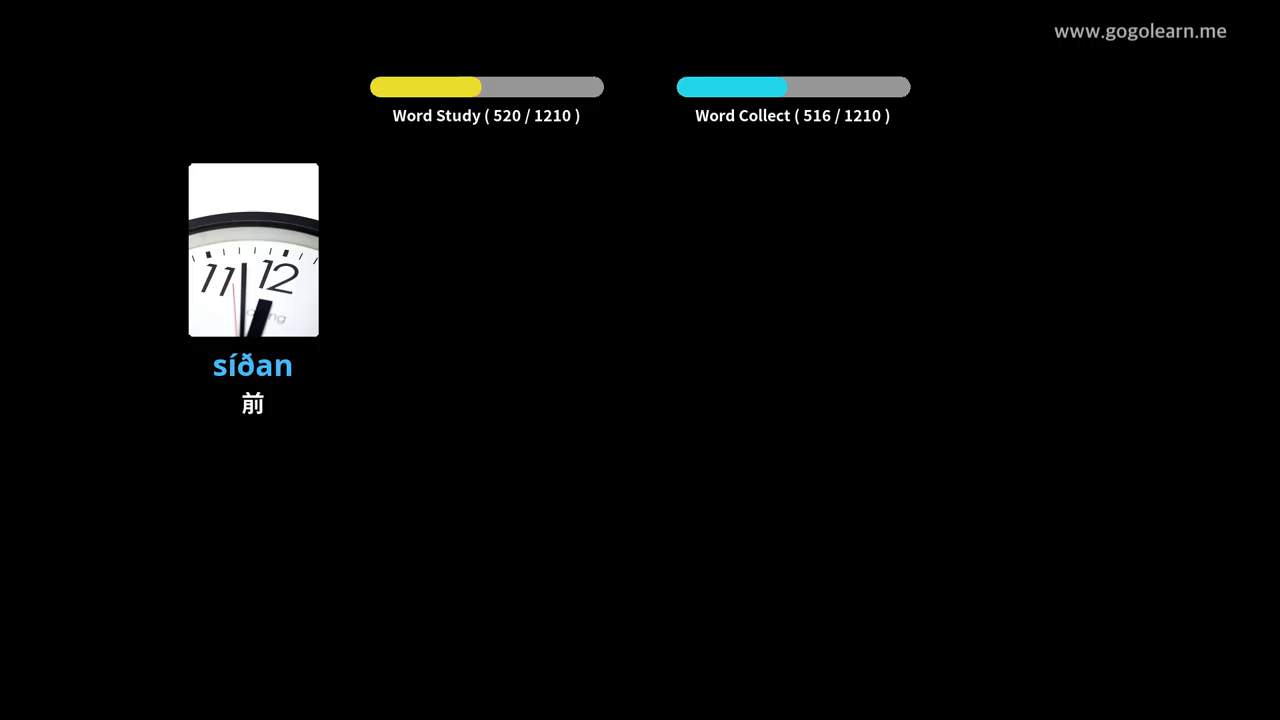 www.gogolearn.me
Word Study ( 520 / 1210 )
Word Collect ( 516 / 1210 )
11 12
síðan
前